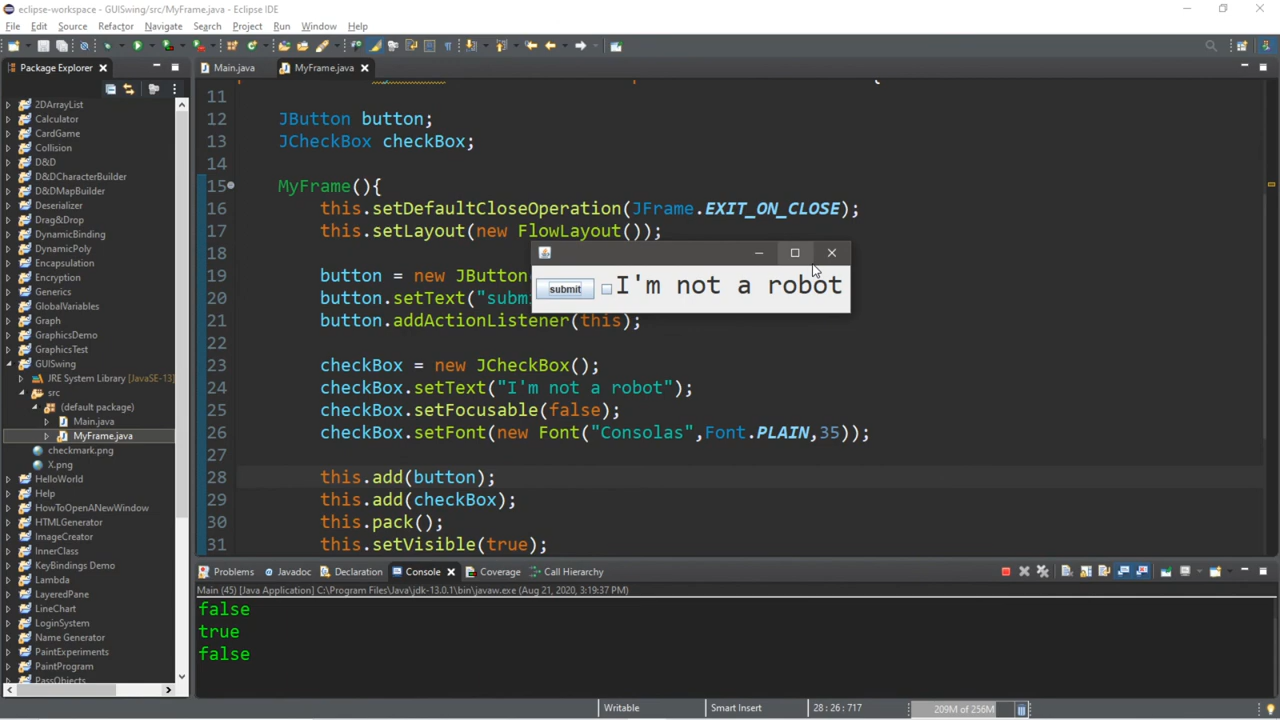 eclipse-workspace - GUISwing/src/MyFrame.java - Eclipse IDE
File Edit Source Refactor Navigate Search Project Run Window Help
Package Explorer
Main.java MyFrame.java
2DArrayList
Calculator
CardGame
Collision
D&D
D&DCharacterBuilder
D&DMapBuilder
Deserializer
Drag&Drop
DynamicBinding
DynamicPoly
Encapsulation
Encryption
Generics
GlobalVariables
Graph
GraphicsDemo
GraphicsTest
GUISwing
JRE System Library [JavaSE-13]
src
(default package)
Main.java
MyFrame.java
checkmark.png
X.png
HelloWorld
Help
HowToOpenANewWindow
HTMLGenerator
ImageCreator
InnerClass
KeyBindings Demo
Lambda
LayeredPane
LineChart
LoginSystem
Name Generator
PaintExperiments
PaintProgram
PassObjects
11
12 JButton button;
13 JCheckBox checkBox;
14
15 MyFrame(){
16 this.setDefaultCloseOperation(JFrame.EXIT_ON_CLOSE);
17 this.setLayout(new FlowLayout());
18
19 button = new JButton
20 button.setText("submi
21 button.addActionListener(this);
22
23 checkBox = new JCheckBox();
24 checkBox.setText("I'm not a robot");
25 checkBox.setFocusable(false);
26 checkBox.setFont(new Font("Consolas",Font.PLAIN,35));
27
28 this.add(button);
29 this.add(checkBox);
30 this.pack();
31 this.setVisible(true);
submit I'm not a robot
Problems Javadoc Declaration Console Coverage Call Hierarchy
Main (45) [Java Application] C:\Program Files\Java\jdk-13.0.1\bin\javaw.exe (Aug 21, 2020, 3:19:37 PM)
false
true
false
Writable Smart Insert 28 : 26 : 717 209M of 256M